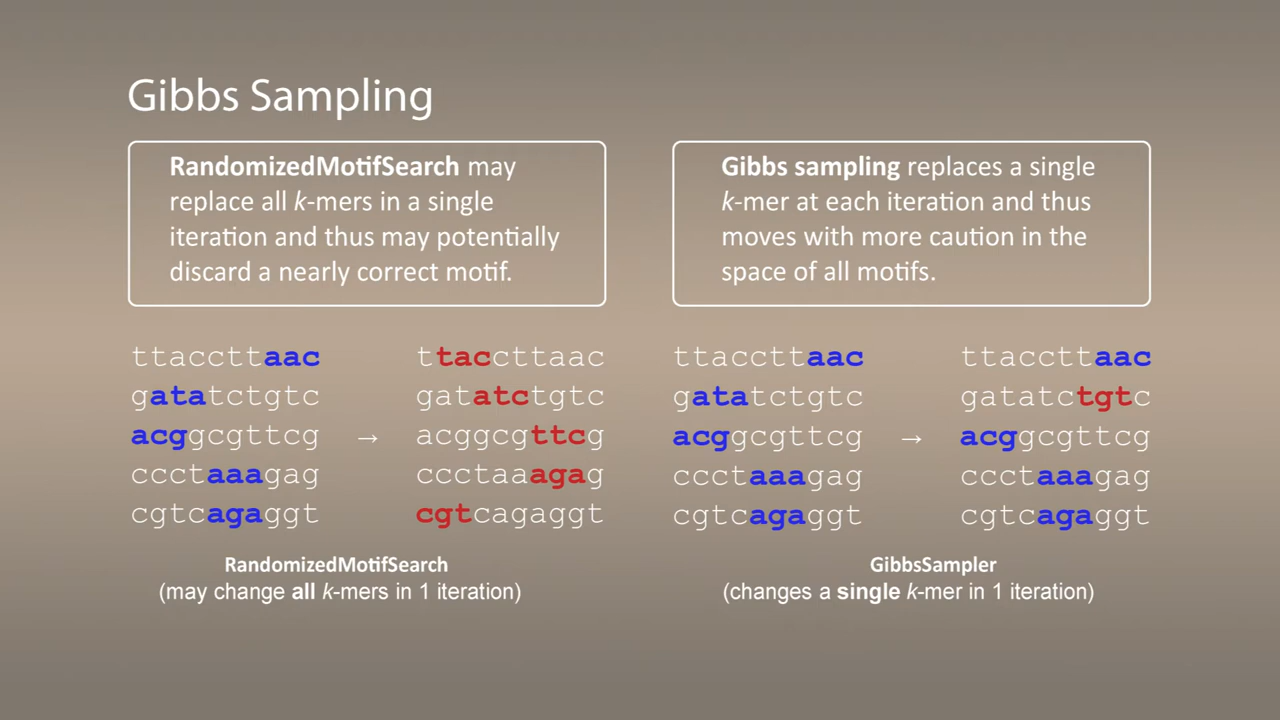 Gibbs Sampling
RandomizedMotifSearch may
replace all k-mers in a single
iteration and thus may potentially
discard a nearly correct motif.
Gibbs sampling replaces a single
k-mer at each iteration and thus
moves with more caution in the
space of all motifs.
ttaccttaac
gatatctgtc
acggcgttcg
ccctaaagag
cgtcagaggt
→
ttaccttaac
gatatctgtc
acggcgttcg
ccctaaagag
cgtcagaggt
RandomizedMotifSearch
(may change all k-mers in 1 iteration)
ttaccttaac
gatatctgtc
acggcgttcg
ccctaaagag
cgtcagaggt
→
ttaccttaac
gatatctgtc
acggcgttcg
ccctaaagag
cgtcagaggt
GibbsSampler
(changes a single k-mer in 1 iteration)